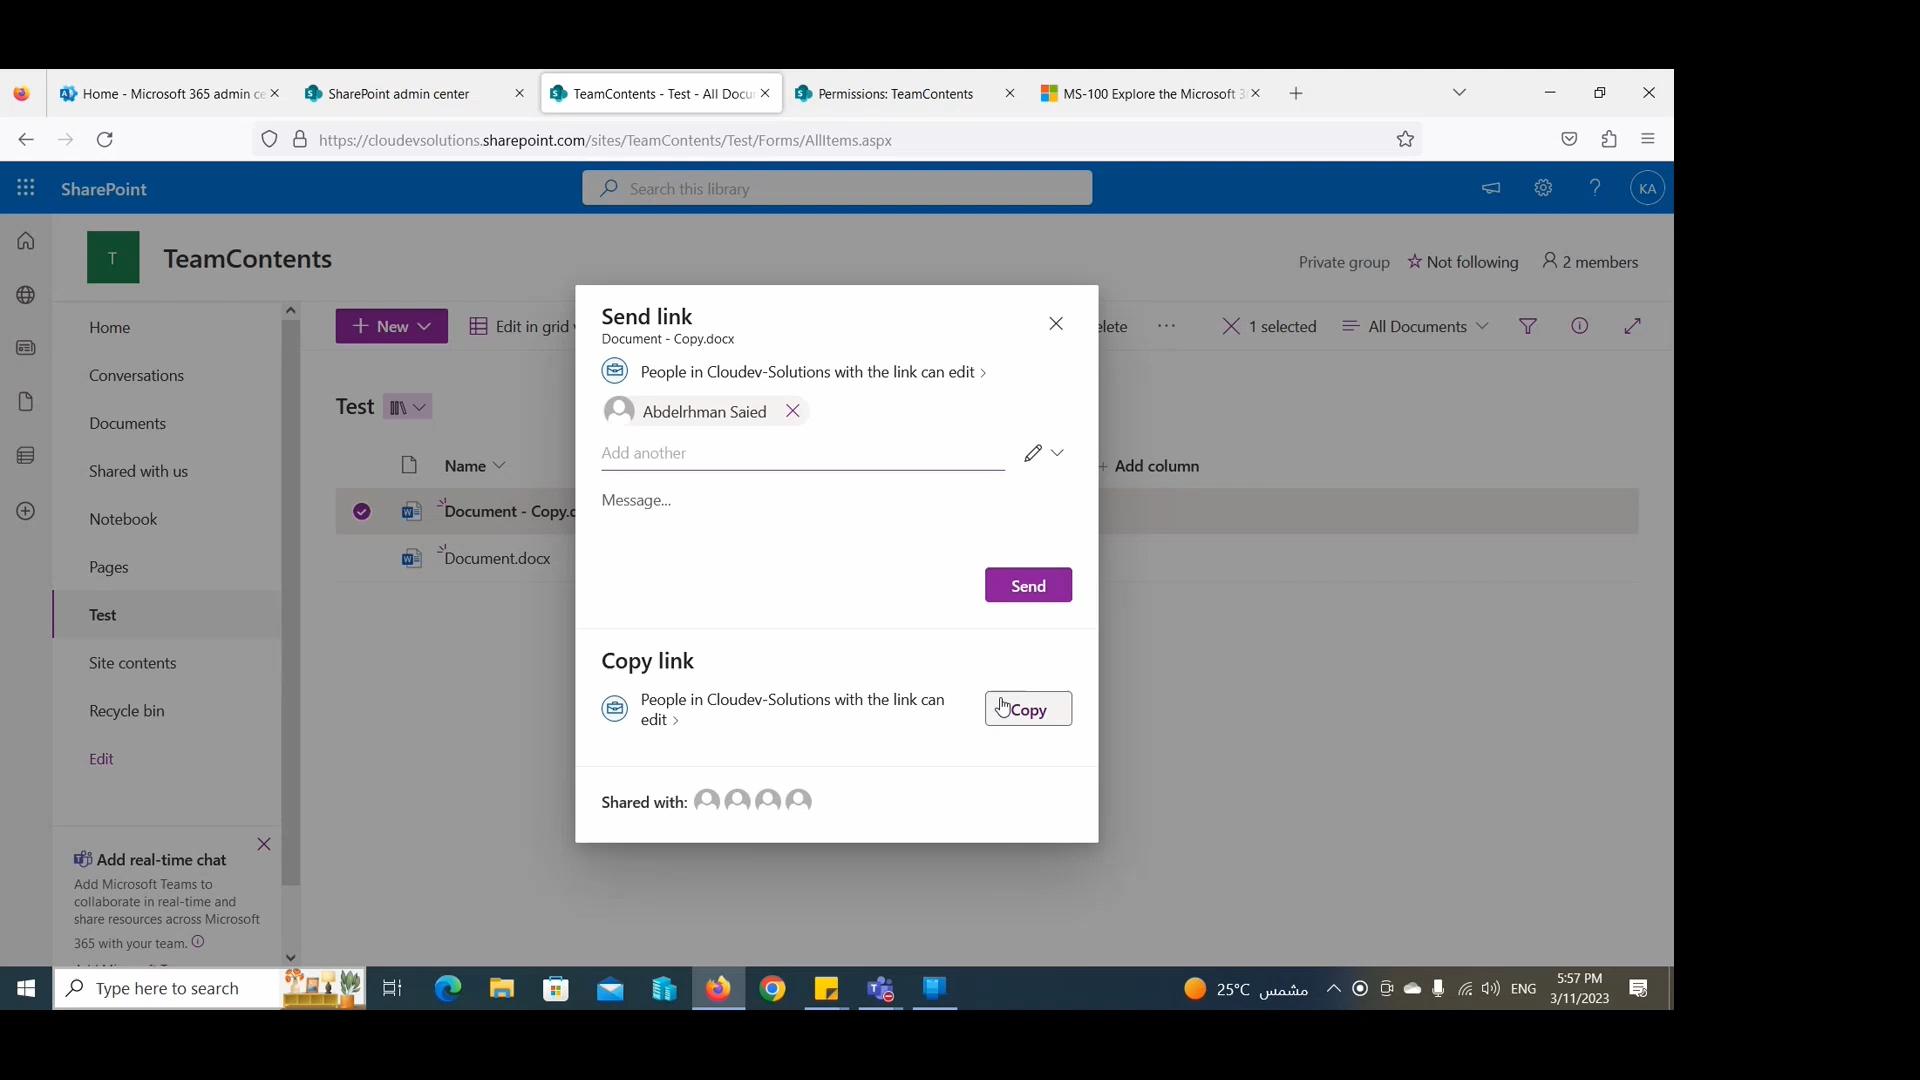 Home - Microsoft 365 admin ce
SharePoint admin center
TeamContents - Test - All Docu
Permissions: TeamContents
MS-100 Explore the Microsoft 3
https://cloudevsolutions.sharepoint.com/sites/TeamContents/Test/Forms/AllItems.aspx
SharePoint
Search this library
KA
T
TeamContents
Private group
Not following
2 members
Home
Conversations
Documents
Shared with us
Notebook
Pages
Test
Site contents
Recycle bin
Edit
Add real-time chat
Add Microsoft Teams to
collaborate in real-time and
share resources across Microsoft
365 with your team.
New
Edit in grid
elete
1 selected
All Documents
Test
Name
Add column
Document - Copy.d
Document.docx
Send link
Document - Copy.docx
People in Cloudev-Solutions with the link can edit >
Abdelrhman Saied
Add another
Message...
Send
Copy link
People in Cloudev-Solutions with the link can
edit >
Copy
Shared with:
Type here to search
25°C مشمس
ENG
5:57 PM
3/11/2023